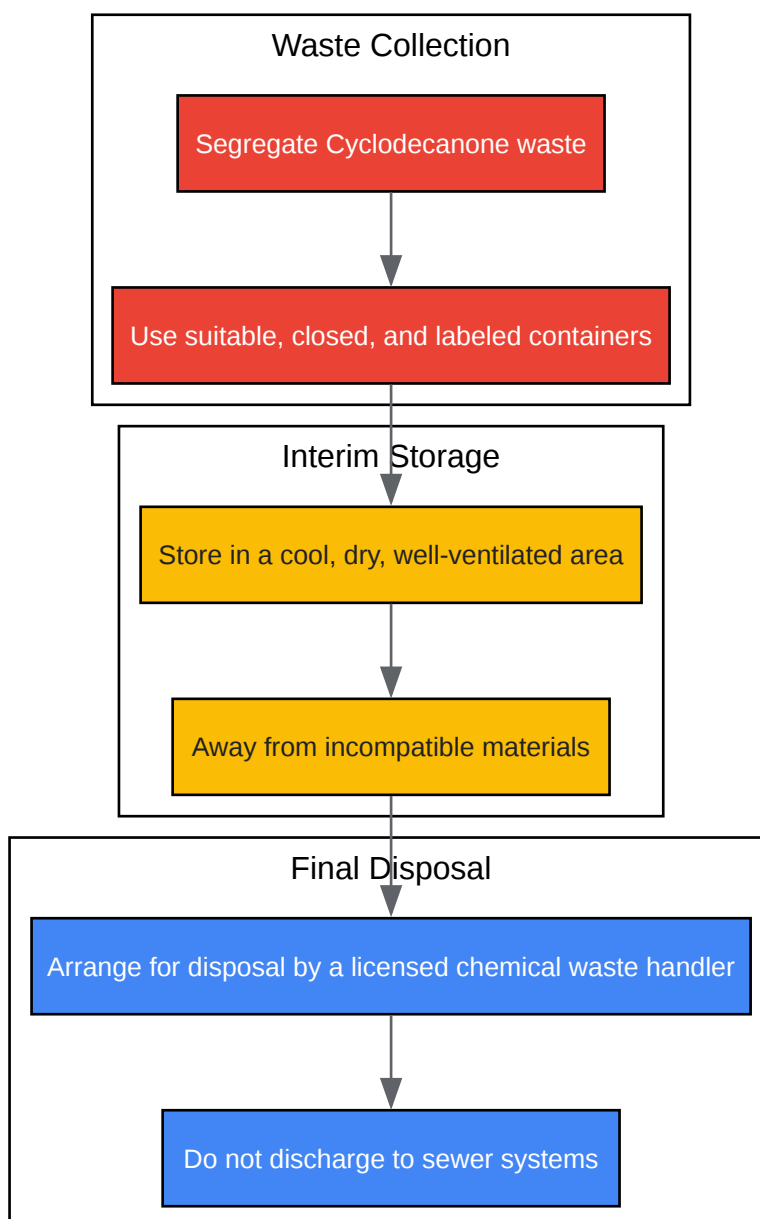 Waste Collection
Segregate Cyclodecanone waste
Use suitable, closed, and labeled containers
Interim Storage
Store in a cool, dry, well-ventilated area
Away from incompatible materials
Final Disposal
Arrange for disposal by a licensed chemical waste handler
Do not discharge to sewer systems